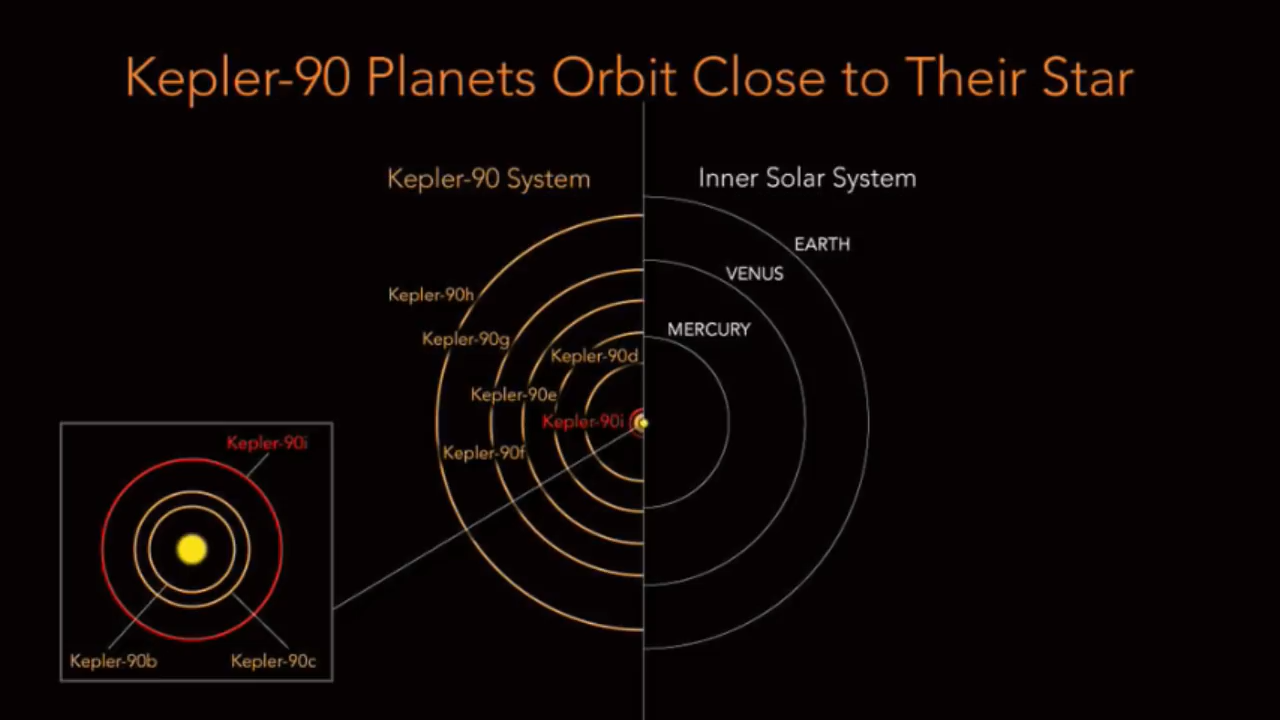 Kepler-90 Planets Orbit Close to Their Star
Kepler-90 System
Inner Solar System
EARTH
VENUS
Kepler-90h
MERCURY
Kepler-90g
Kepler-90d
Kepler-90e
Kepler-90i
Kepler-90f
Kepler-90i
Kepler-90b
Kepler-90c